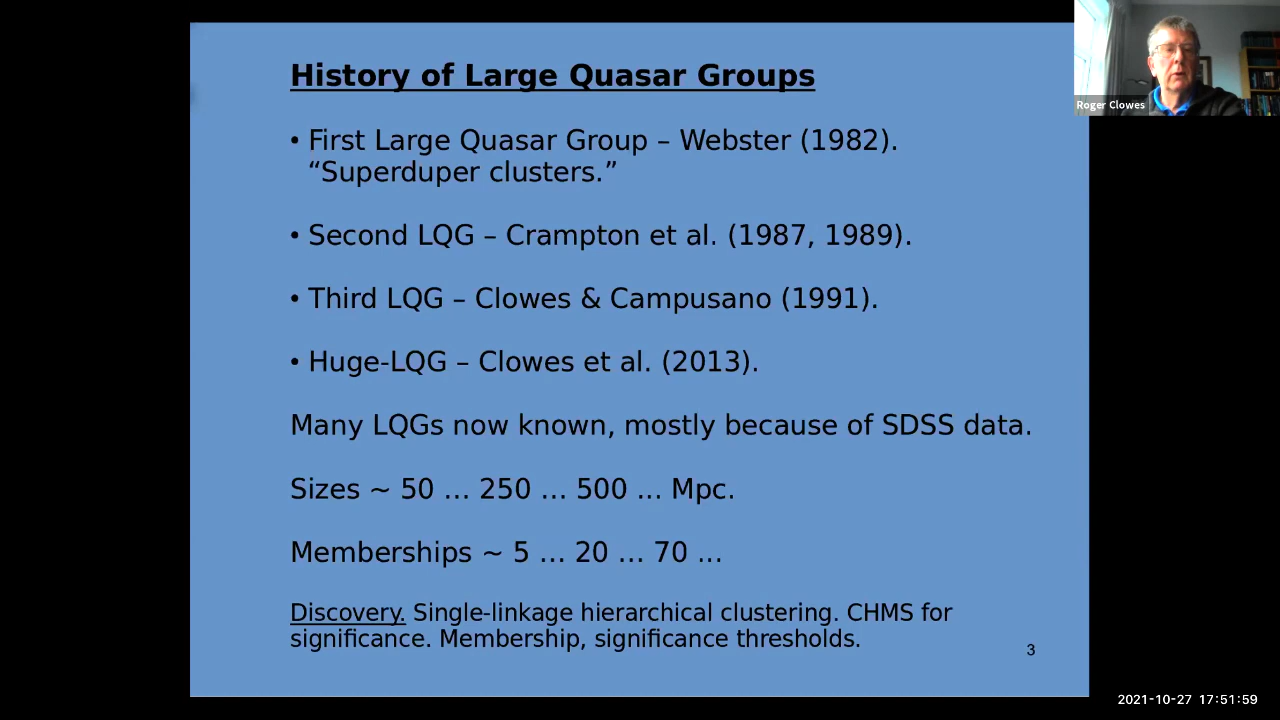 History of Large Quasar Groups
• First Large Quasar Group – Webster (1982).
“Superduper clusters.”
• Second LQG – Crampton et al. (1987, 1989).
• Third LQG – Clowes & Campusano (1991).
• Huge-LQG – Clowes et al. (2013).
Many LQGs now known, mostly because of SDSS data.
Sizes ~ 50 … 250 … 500 … Mpc.
Memberships ~ 5 … 20 … 70 …
Discovery. Single-linkage hierarchical clustering. CHMS for
significance. Membership, significance thresholds.
3
Roger Clowes
2021-10-27 17:51:59